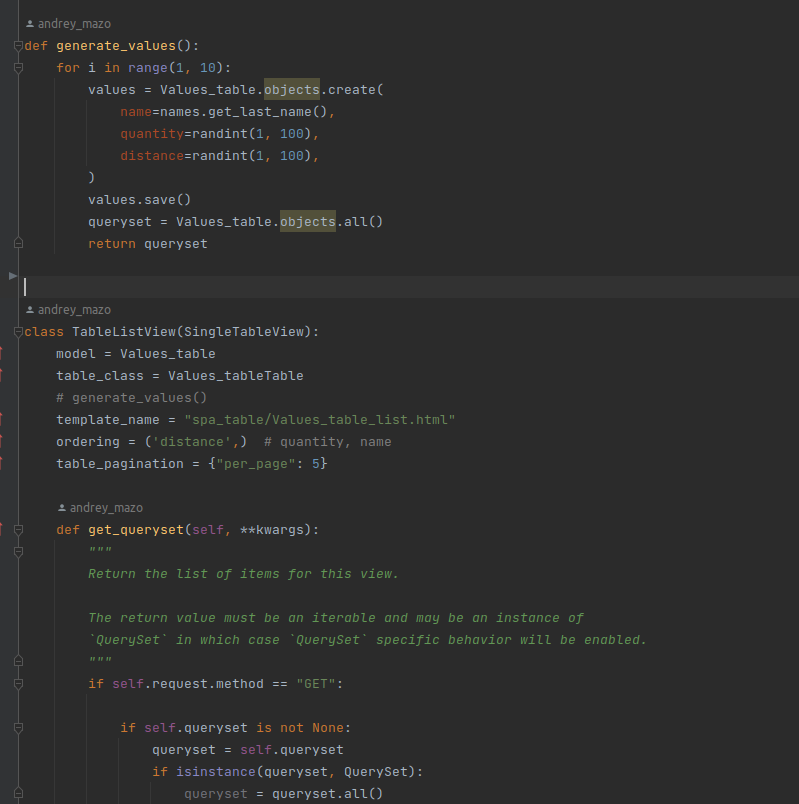 andrey_mazo
def generate_values():
    for i in range(1, 10):
        values = Values_table.objects.create(
            name=names.get_last_name(),
            quantity=randint(1, 100),
            distance=randint(1, 100),
        )
        values.save()
        queryset = Values_table.objects.all()
        return queryset
andrey_mazo
class TableListView(SingleTableView):
    model = Values_table
    table_class = Values_tableTable
    # generate_values()
    template_name = "spa_table/Values_table_list.html"
    ordering = ('distance',)  # quantity, name
    table_pagination = {"per_page": 5}
    andrey_mazo
    def get_queryset(self, **kwargs):
        """
        Return the list of items for this view.
        The return value must be an iterable and may be an instance of
        `QuerySet` in which case `QuerySet` specific behavior will be enabled.
        """
        if self.request.method == "GET":
            if self.queryset is not None:
                queryset = self.queryset
                if isinstance(queryset, QuerySet):
                    queryset = queryset.all()